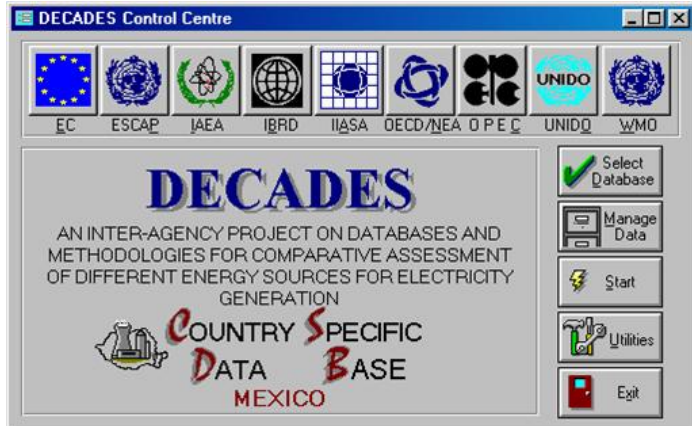 DECADES Control Centre
UNIDO
EC ESCAP IAEA IBRD IIASA OECD/NEA O P E C UNIDO WMO
DECADES
AN INTER-AGENCY PROJECT ON DATABASES AND
METHODOLOGIES FOR COMPARATIVE ASSESSMENT
OF DIFFERENT ENERGY SOURCES FOR ELECTRICITY
GENERATION
COUNTRY SPECIFIC
DATA BASE
MEXICO
Select
Database
Manage
Data
Start
Utilities
Exit